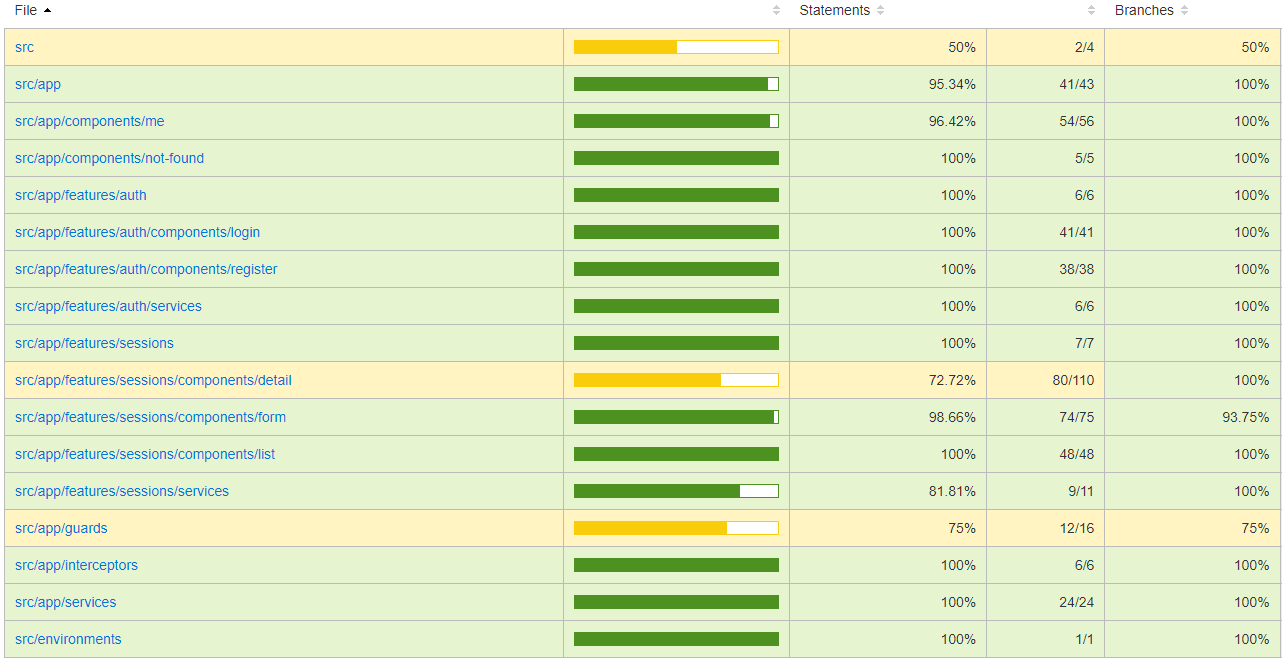 File Statements Branches
src 50% 2/4 50%
src/app 95.34% 41/43 100%
src/app/components/me 96.42% 54/56 100%
src/app/components/not-found 100% 5/5 100%
src/app/features/auth 100% 6/6 100%
src/app/features/auth/components/login 100% 41/41 100%
src/app/features/auth/components/register 100% 38/38 100%
src/app/features/auth/services 100% 6/6 100%
src/app/features/sessions 100% 7/7 100%
src/app/features/sessions/components/detail 72.72% 80/110 100%
src/app/features/sessions/components/form 98.66% 74/75 93.75%
src/app/features/sessions/components/list 100% 48/48 100%
src/app/features/sessions/services 81.81% 9/11 100%
src/app/guards 75% 12/16 75%
src/app/interceptors 100% 6/6 100%
src/app/services 100% 24/24 100%
src/environments 100% 1/1 100%